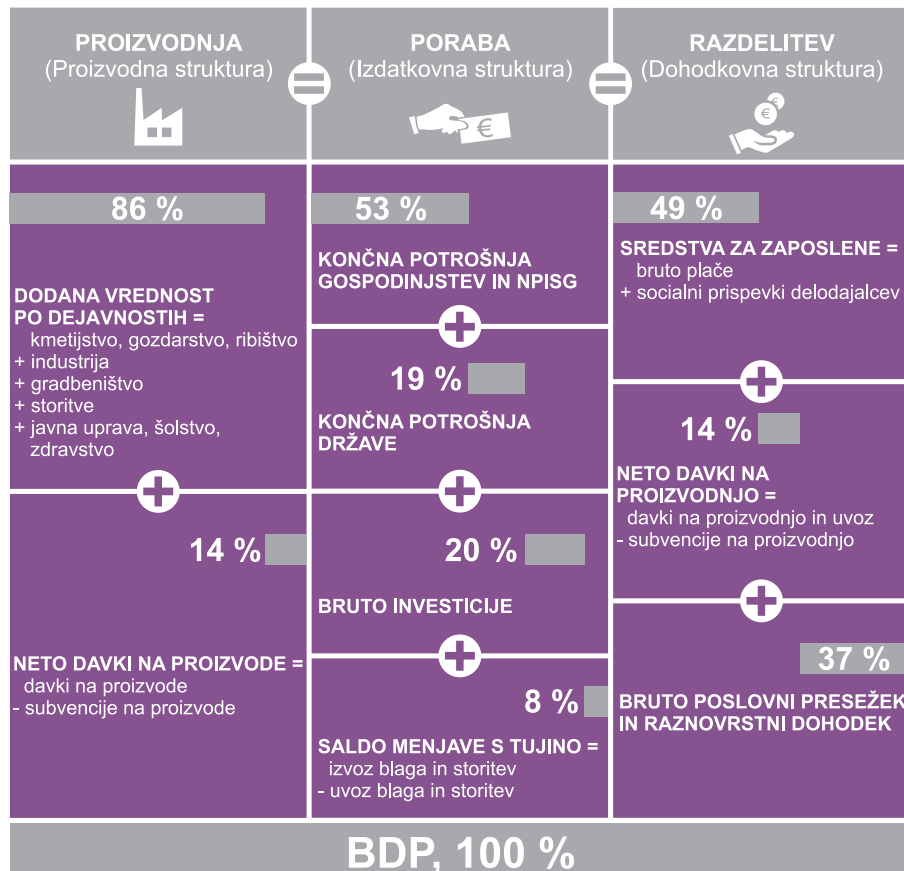 PROIZVODNJA
(Proizvodna struktura)
=
PORABA
(Izdatkovna struktura)
€
=
RAZDELITEV
(Dohodkovna struktura)
€
€
86 %
DODANA VREDNOST
PO DEJAVNOSTIH =
kmetijstvo, gozdarstvo, ribištvo
+ industrija
+ gradbeništvo
+ storitve
+ javna uprava, šolstvo,
zdravstvo
+
14 %
NETO DAVKI NA PROIZVODE =
davki na proizvode
- subvencije na proizvode
53 %
KONČNA POTROŠNJA
GOSPODINJSTEV IN NPISG
+
19 %
KONČNA POTROŠNJA
DRŽAVE
+
20 %
BRUTO INVESTICIJE
+
8 %
SALDO MENJAVE S TUJINO =
izvoz blaga in storitev
- uvoz blaga in storitev
49 %
SREDSTVA ZA ZAPOSLENE =
bruto plače
+ socialni prispevki delodajalcev
+
14 %
NETO DAVKI NA
PROIZVODNJO =
davki na proizvodnjo in uvoz
- subvencije na proizvodnjo
+
37 %
BRUTO POSLOVNI PRESEŽEK
IN RAZNOVRSTNI DOHODEK
BDP, 100 %